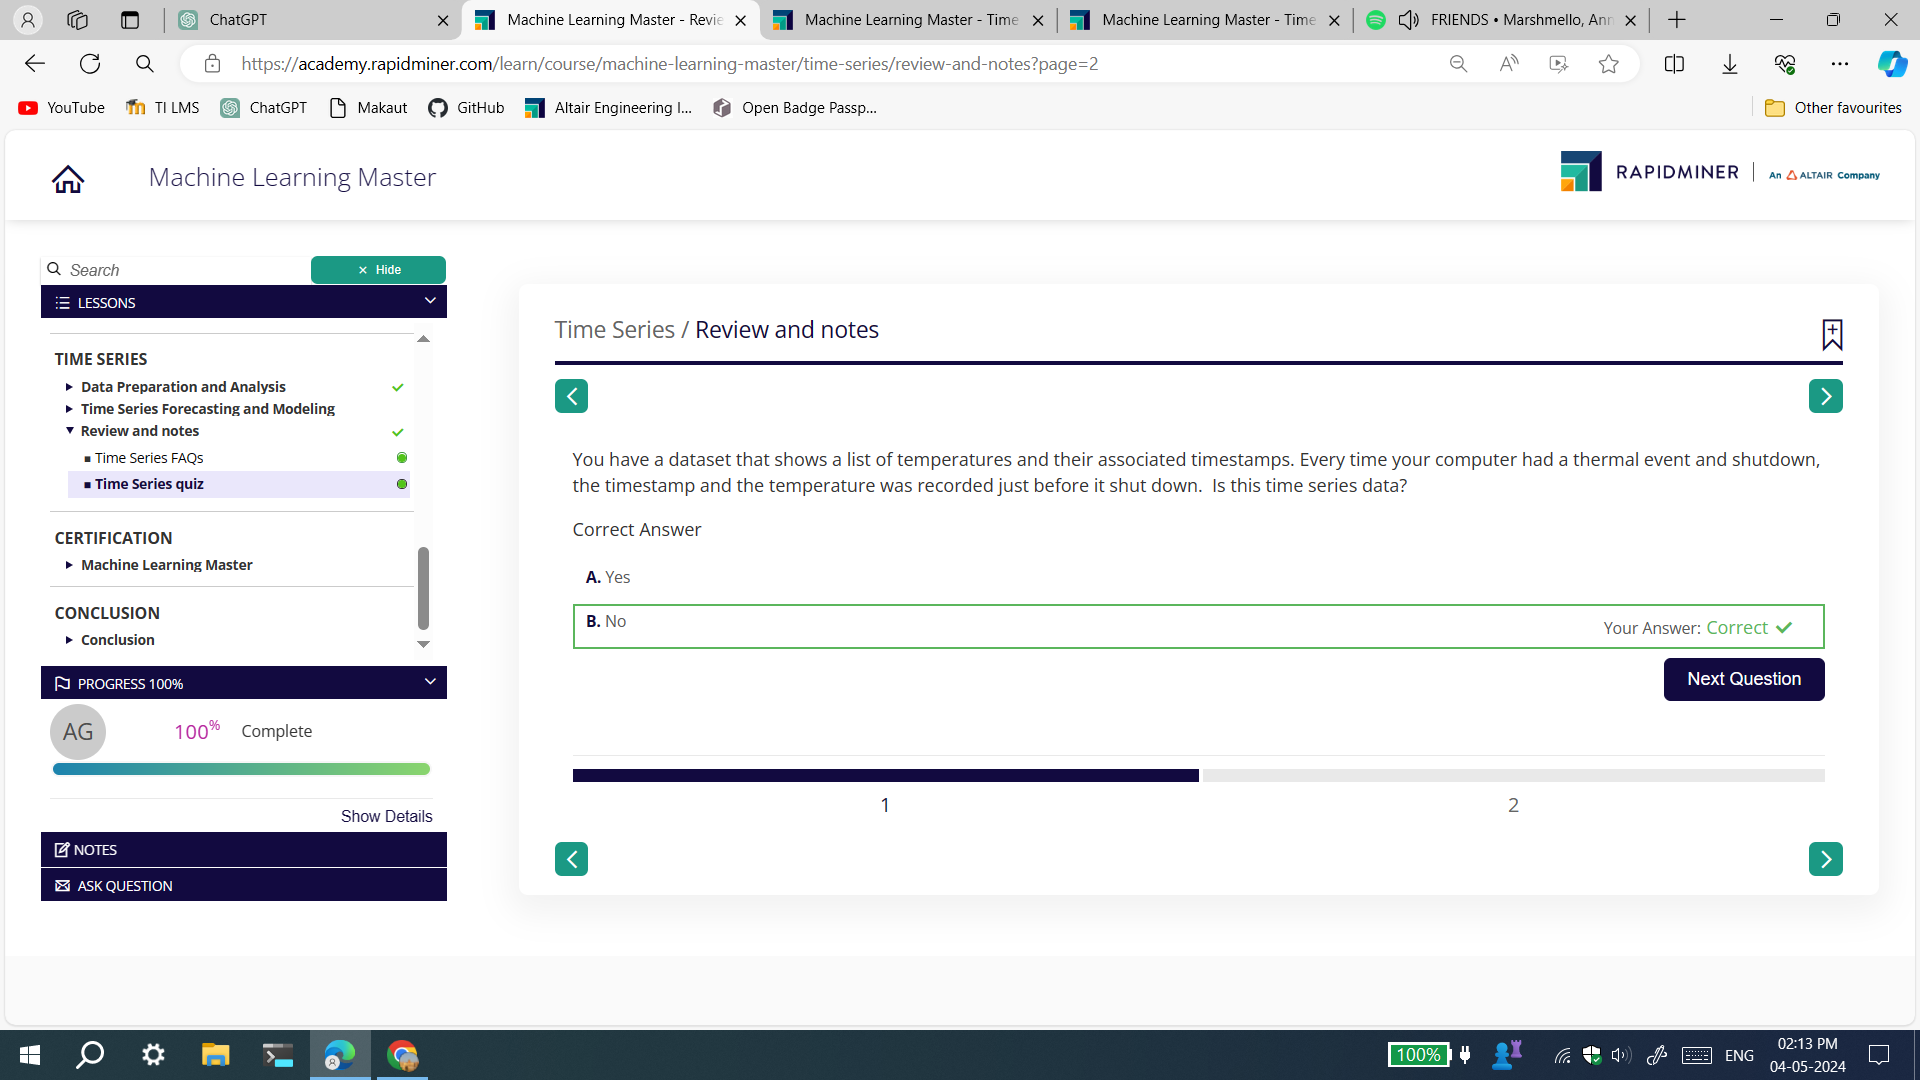 ChatGPT
Machine Learning Master - Revie
Machine Learning Master - Time
Machine Learning Master - Time
FRIENDS • Marshmello, Ann
https://academy.rapidminer.com/learn/course/machine-learning-master/time-series/review-and-notes?page=2
YouTube
TI LMS
ChatGPT
Makaut
GitHub
Altair Engineering I...
Open Badge Passp...
Other favourites
Machine Learning Master
RAPIDMINER
An ALTAIR Company
Search
× Hide
LESSONS
TIME SERIES
Data Preparation and Analysis
Time Series Forecasting and Modeling
Review and notes
Time Series FAQs
Time Series quiz
CERTIFICATION
Machine Learning Master
CONCLUSION
Conclusion
PROGRESS 100%
AG
100%
Complete
Show Details
NOTES
ASK QUESTION
Time Series / Review and notes
You have a dataset that shows a list of temperatures and their associated timestamps. Every time your computer had a thermal event and shutdown,
the timestamp and the temperature was recorded just before it shut down.  Is this time series data?
Correct Answer
A. Yes
B. No
Your Answer: Correct
Next Question
1
2
100%
ENG
02:13 PM
04-05-2024